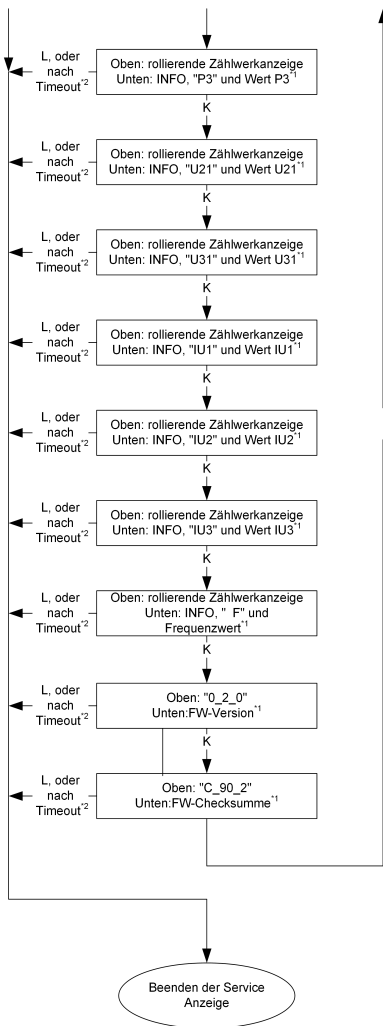 L, oder
nach
Timeout*2
Oben: rollierende Zählwerkanzeige
Unten: INFO, "P3" und Wert P3*1
K
L, oder
nach
Timeout*2
Oben: rollierende Zählwerkanzeige
Unten: INFO, "U21" und Wert U21*1
K
L, oder
nach
Timeout*2
Oben: rollierende Zählwerkanzeige
Unten: INFO, "U31" und Wert U31*1
K
L, oder
nach
Timeout*2
Oben: rollierende Zählwerkanzeige
Unten: INFO, "IU1" und Wert IU1*1
K
L, oder
nach
Timeout*2
Oben: rollierende Zählwerkanzeige
Unten: INFO, "IU2" und Wert IU2*1
K
L, oder
nach
Timeout*2
Oben: rollierende Zählwerkanzeige
Unten: INFO, "IU3" und Wert IU3*1
K
L, oder
nach
Timeout*2
Oben: rollierende Zählwerkanzeige
Unten: INFO, " F" und
Frequenzwert*1
K
L, oder
nach
Timeout*2
Oben: "0_2_0"
Unten:FW-Version*1
K
L, oder
nach
Timeout*2
Oben: "C_90_2"
Unten:FW-Checksumme*1
Beenden der Service
Anzeige